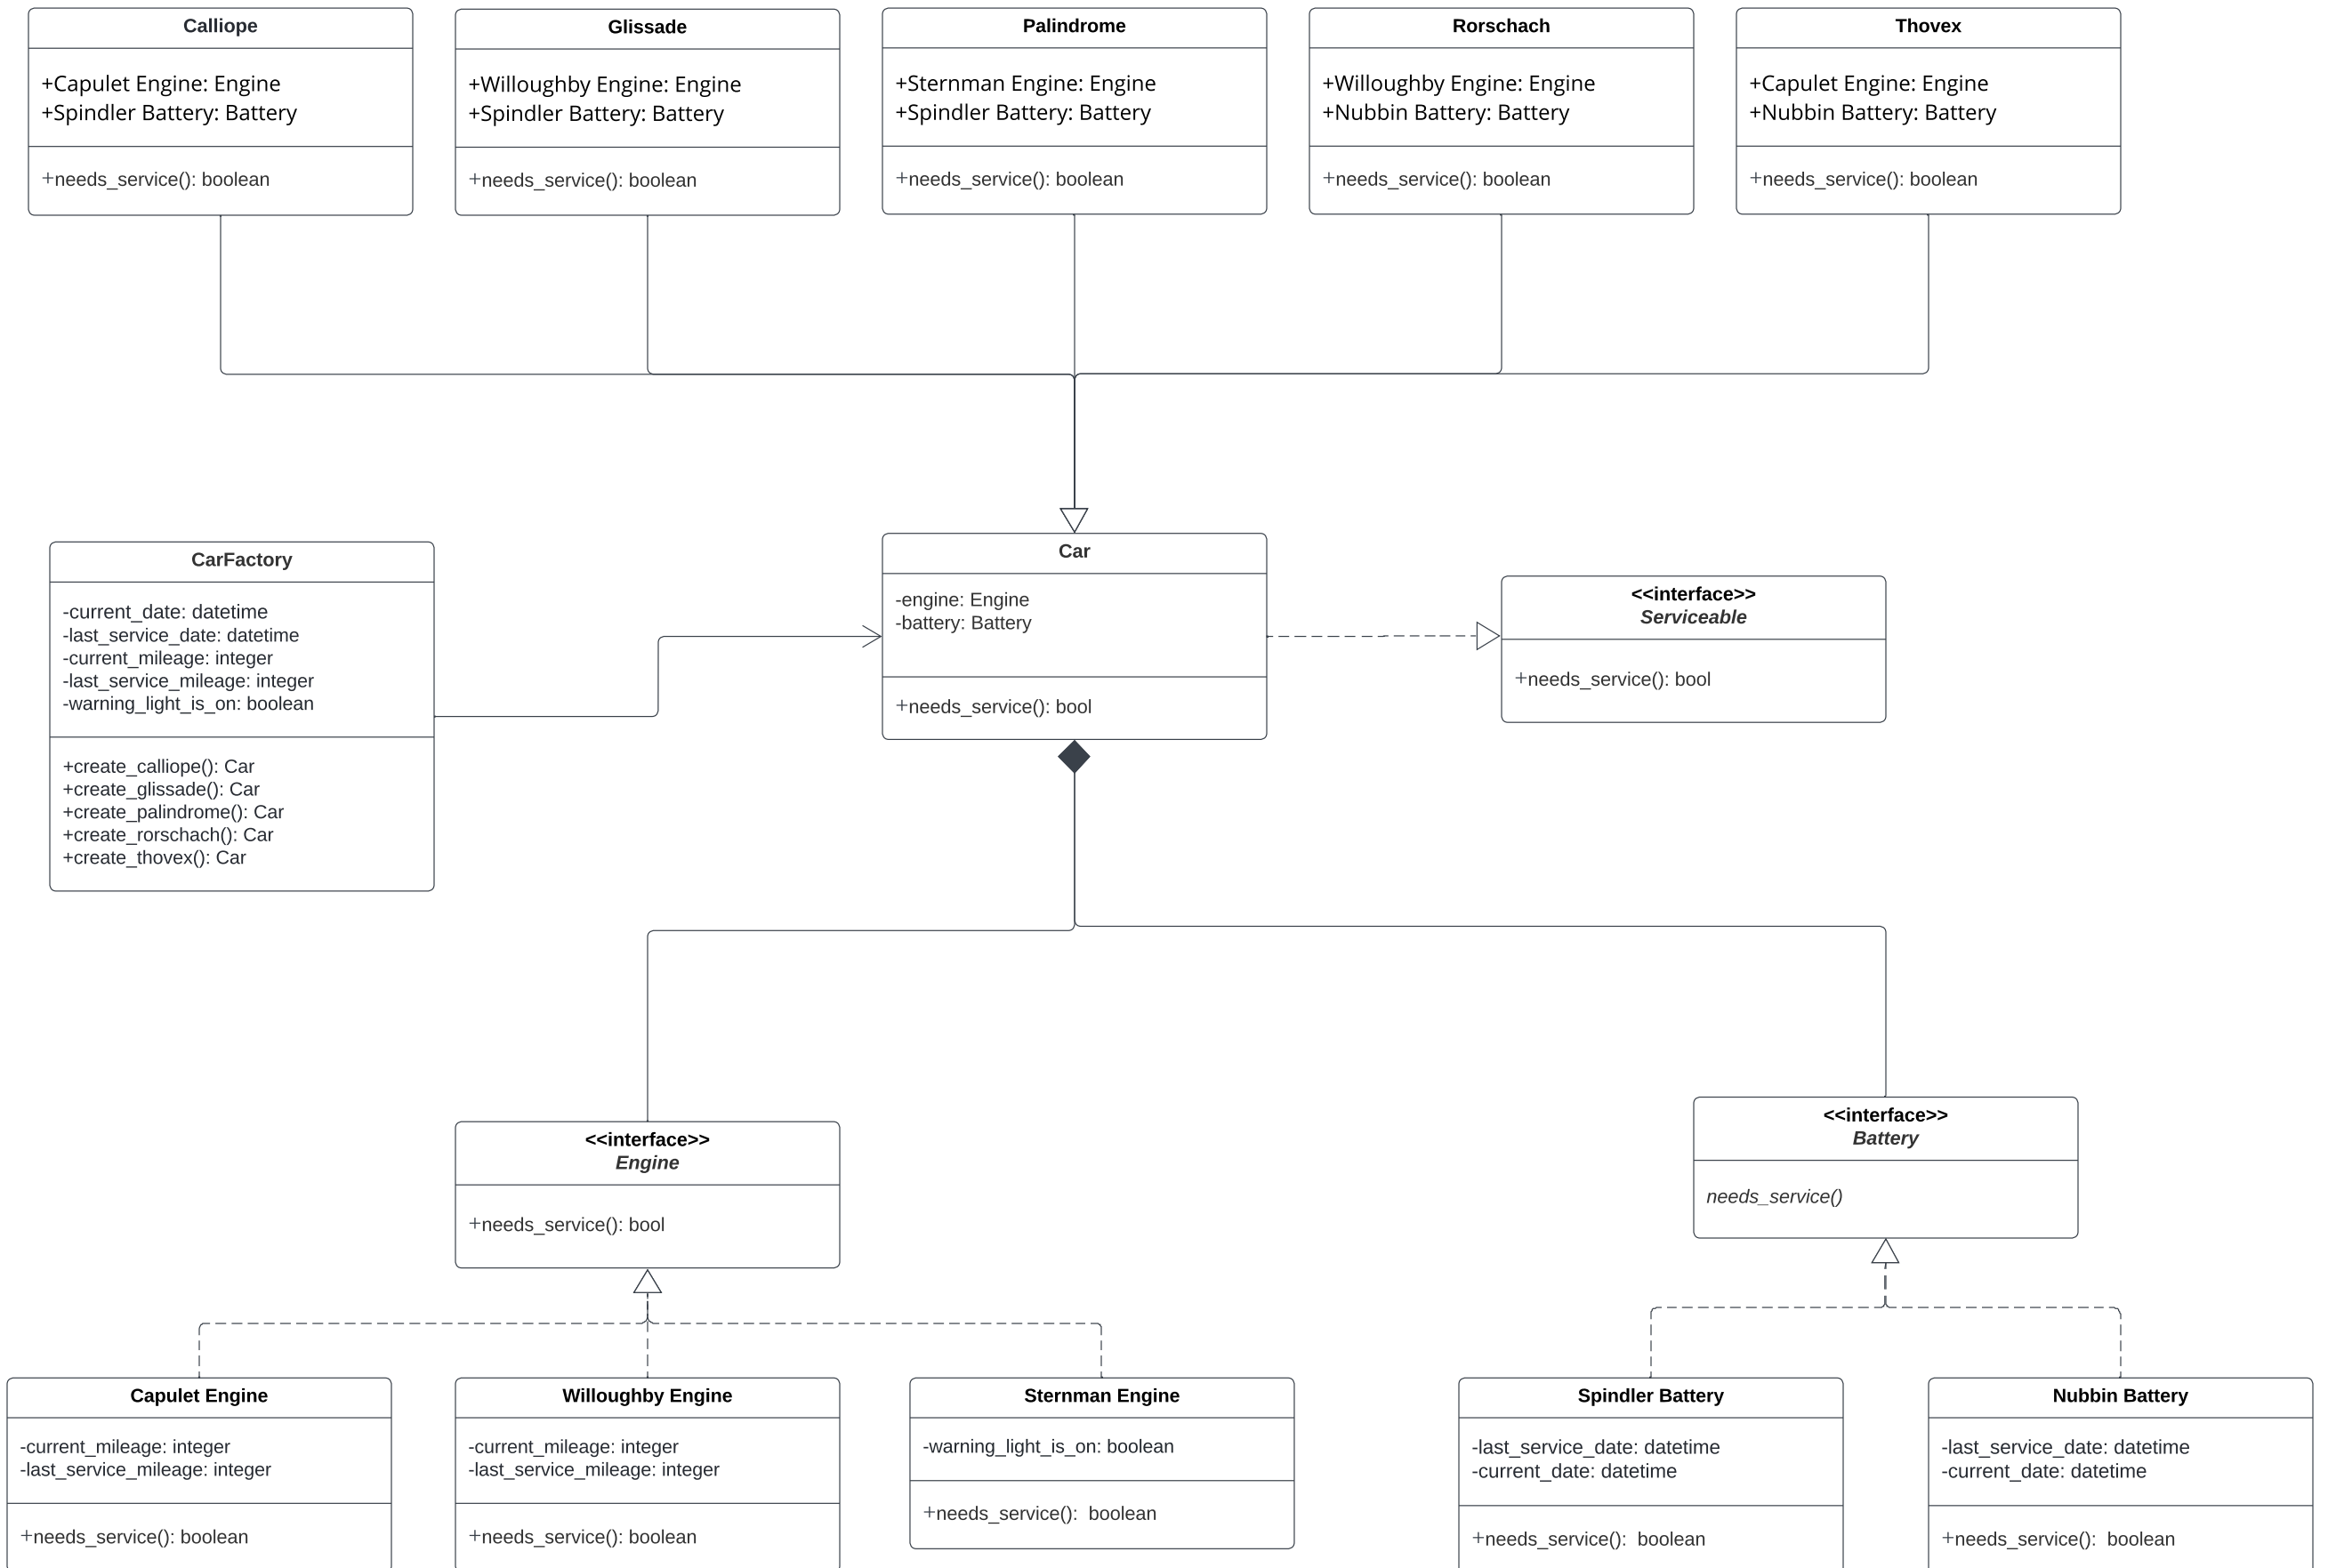 Calliope
+Capulet Engine: Engine
+Spindler Battery: Battery
+needs_service(): boolean
Glissade
+Willoughby Engine: Engine
+Spindler Battery: Battery
+needs_service(): boolean
Palindrome
+Sternman Engine: Engine
+Spindler Battery: Battery
+needs_service(): boolean
Rorschach
+Willoughby Engine: Engine
+Nubbin Battery: Battery
+needs_service(): boolean
Thovex
+Capulet Engine: Engine
+Nubbin Battery: Battery
+needs_service(): boolean
CarFactory
-current_date: datetime
-last_service_date: datetime
-current_mileage: integer
-last_service_mileage: integer
-warning_light_is_on: boolean
+create_calliope(): Car
+create_glissade(): Car
+create_palindrome(): Car
+create_rorschach(): Car
+create_thovex(): Car
Car
-engine: Engine
-battery: Battery
+needs_service(): bool
<<interface>>
Serviceable
+needs_service(): bool
<<interface>>
Engine
+needs_service(): bool
<<interface>>
Battery
needs_service()
Capulet Engine
-current_mileage: integer
-last_service_mileage: integer
+needs_service(): boolean
Willoughby Engine
-current_mileage: integer
-last_service_mileage: integer
+needs_service(): boolean
Sternman Engine
-warning_light_is_on: boolean
+needs_service():  boolean
Spindler Battery
-last_service_date: datetime
-current_date: datetime
+needs_service():  boolean
Nubbin Battery
-last_service_date: datetime
-current_date: datetime
+needs_service():  boolean